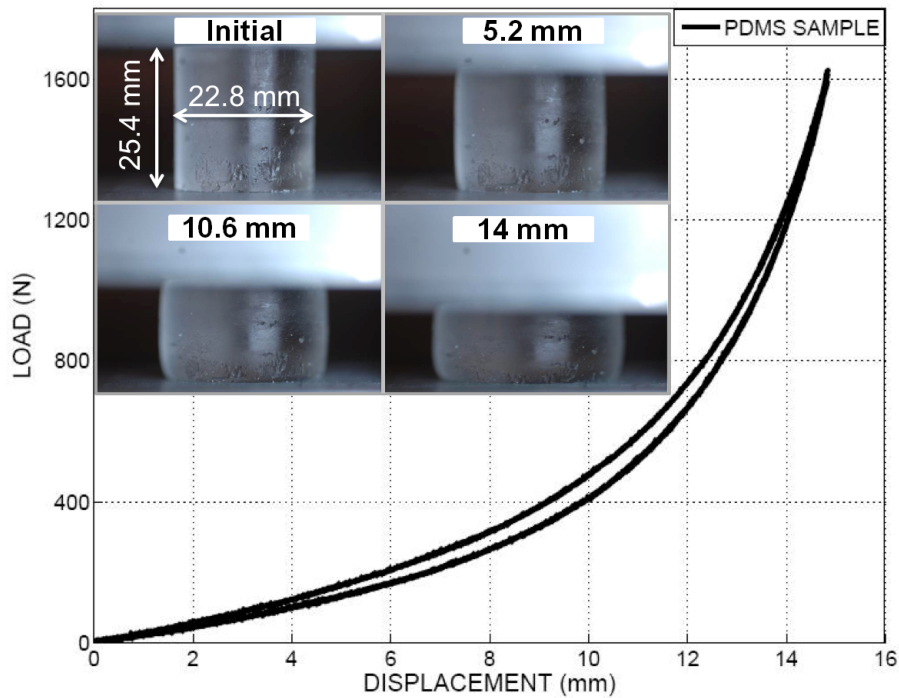 PDMS SAMPLE
Initial
25.4 mm
22.8 mm
5.2 mm
10.6 mm
14 mm
LOAD (N)
1600
1200
800
400
0
0 2 4 6 8 10 12 14 16
DISPLACEMENT (mm)